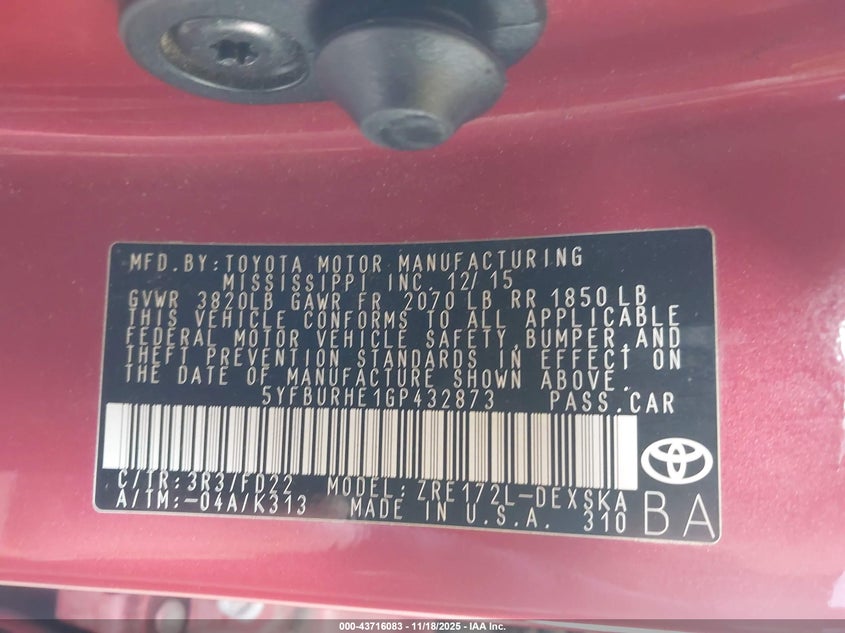 MFD.BY:TOYOTA MOTOR MANUFACTURING
MISSISSIPPI INC. 12/15
GVWR 3820LB GAWR FR 2070 LB RR 1850LB
THIS VEHICLE CONFORMS TO ALL APPLICABLE
FEDERAL MOTOR VEHICLE SAFETY,BUMPER,AND
THEFT PREVENTION STANDARDS IN EFFECT ON
THE DATE OF MANUFACTURE SHOWN ABOVE.
5YFBURHE1GP432873 PASS.CAR
C/TR:3R3/FD22 MODEL:ZRE172L-DEXSKA
A/TM:-04A/K313 MADE IN U.S.A. 310
BA
000-43716083 - 11/18/2025 - IAA Inc.